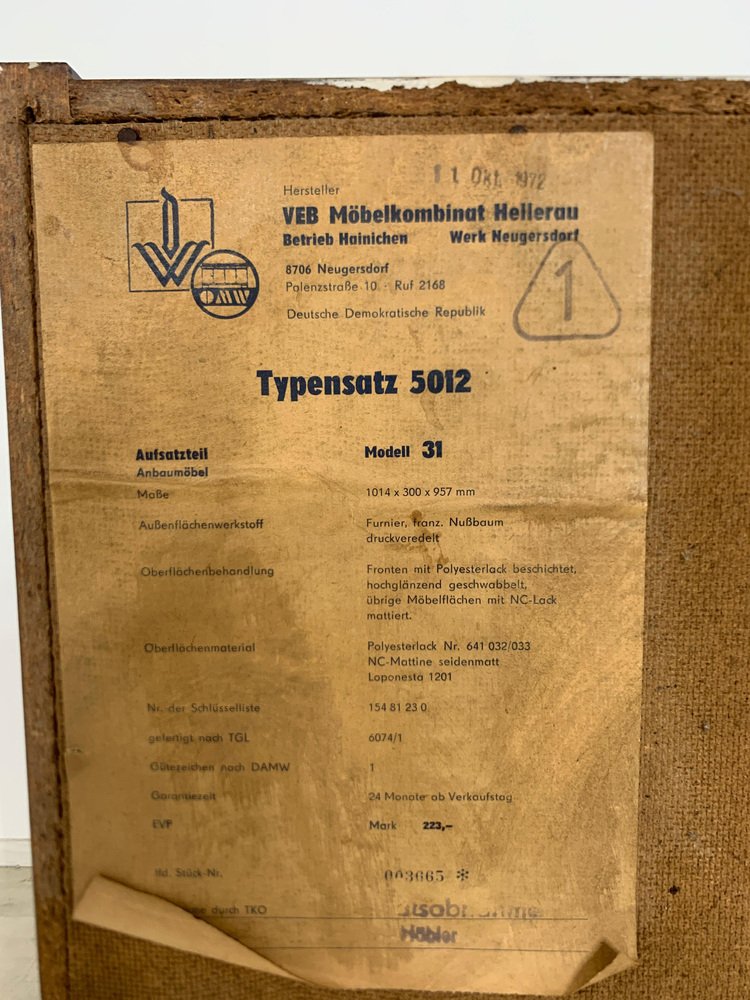 11. Okt. 1972
Hersteller
VEB Möbelkombinat Hellerau
Betrieb Hainichen Werk Neugersdorf
8706 Neugersdorf
Polenzstraße 10 · Ruf 2168
Deutsche Demokratische Republik
DW
DAMW
1
Typensatz 5012
Aufsatzteil Modell 31
Anbaumöbel
Maße 1014 x 300 x 957 mm
Außenflächenwerkstoff Furnier, franz. Nußbaum
druckveredelt
Oberflächenbehandlung Fronten mit Polyesterlack beschichtet,
hochglänzend geschwabbelt,
übrige Möbelflächen mit NC-Lack
mattiert.
Oberflächenmaterial Polyesterlack Nr. 641 032/033
NC-Mattine seidenmatt
Loponesta 1201
Nr. der Schlüsselliste 154 81 23 0
gefertigt nach TGL 6074/1
Gütezeichen nach DAMW 1
Garantiezeit 24 Monate ab Verkaufstag
EVP Mark 223,–
lfd. Stück-Nr. 003665 *
durch TKO